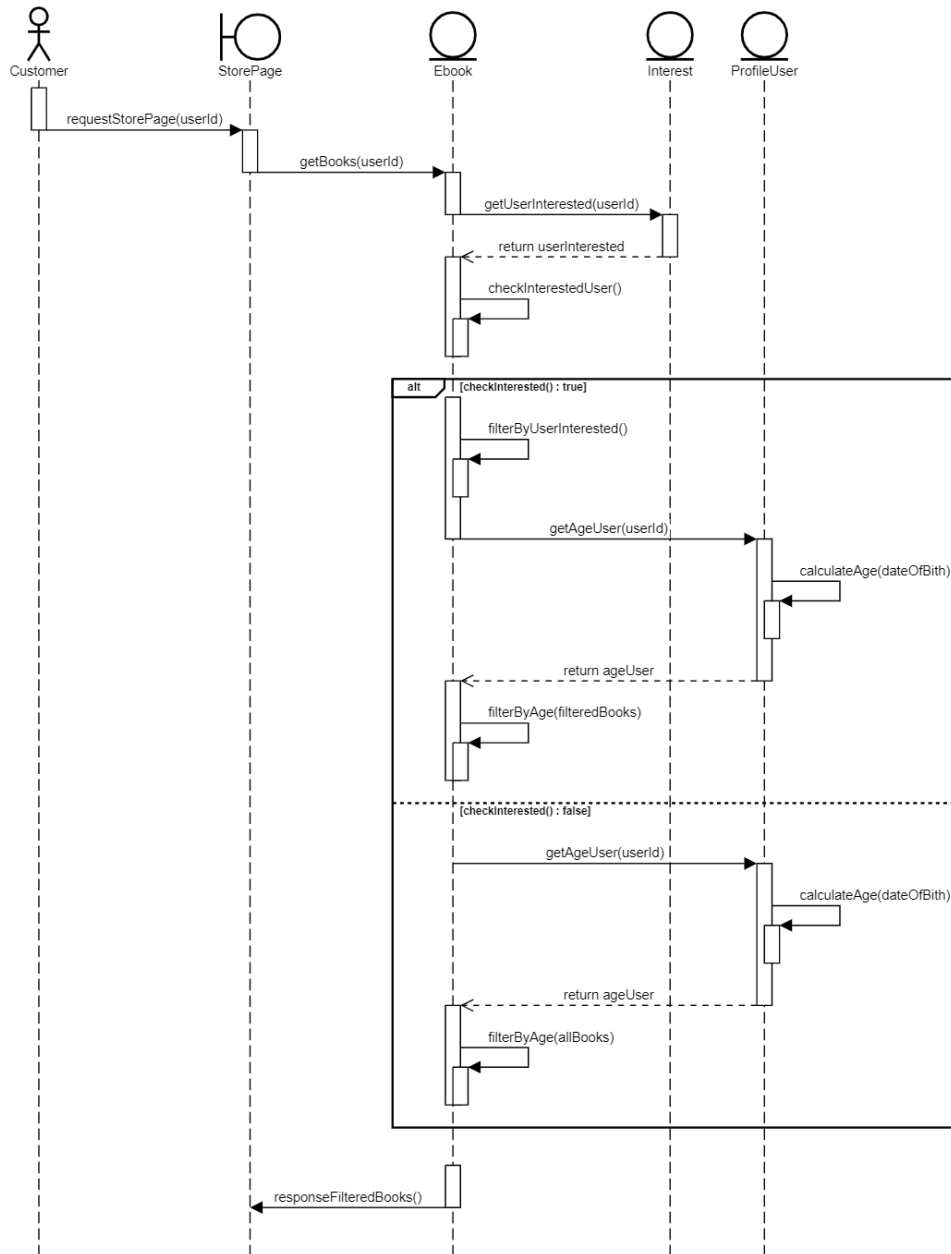 Customer
StorePage
Ebook
Interest
ProfileUser
requestStorePage(userId)
getBooks(userId)
getUserInterested(userId)
return userInterested
checkInterestedUser()
alt
[checkInterested() : true]
filterByUserInterested()
getAgeUser(userId)
calculateAge(dateOfBith)
return ageUser
filterByAge(filteredBooks)
[checkInterested() : false]
getAgeUser(userId)
calculateAge(dateOfBith)
return ageUser
filterByAge(allBooks)
responseFilteredBooks()